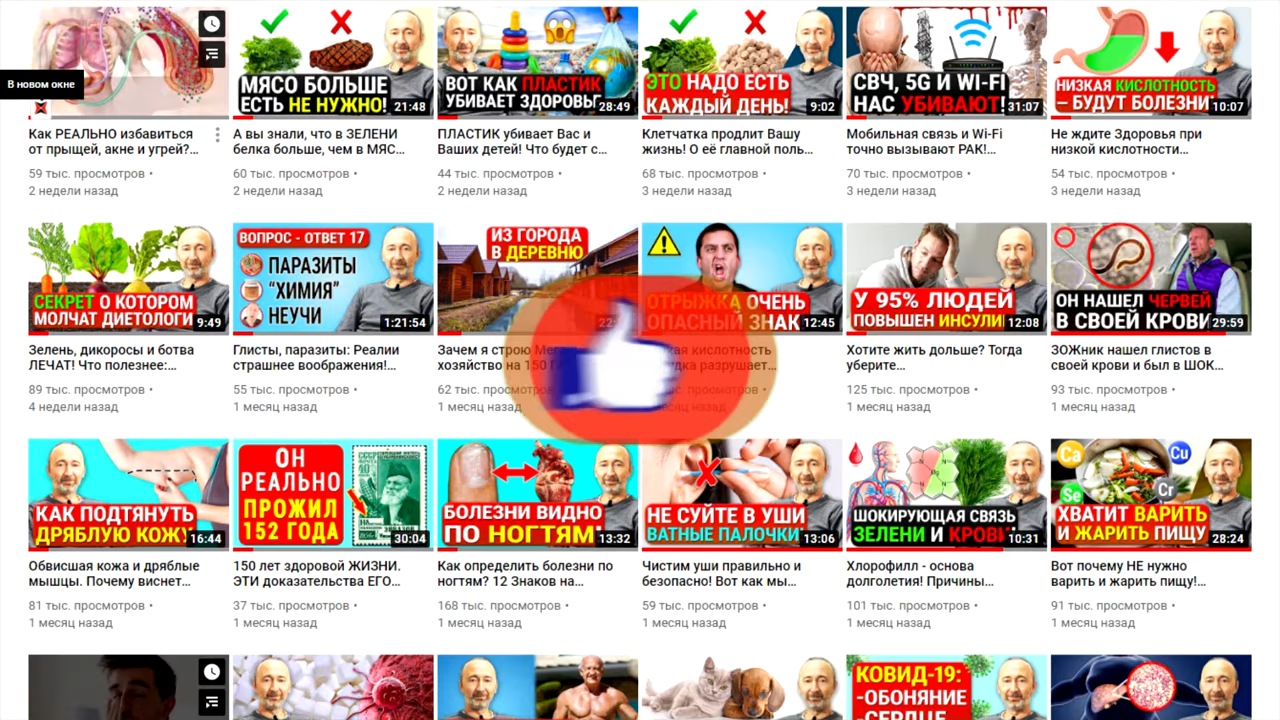 В новом окне
Как РЕАЛЬНО избавиться
от прыщей, акне и угрей?...
59 тыс. просмотров •
2 недели назад
МЯСО БОЛЬШЕ
ЕСТЬ НЕ НУЖНО!
21:48
А вы знали, что в ЗЕЛЕНИ
белка больше, чем в МЯС...
60 тыс. просмотров •
2 недели назад
ВОТ КАК ПЛАСТИК
УБИВАЕТ ЗДОРОВЬ
28:49
ПЛАСТИК убивает Вас и
Ваших детей! Что будет с...
44 тыс. просмотров •
2 недели назад
ЭТО НАДО ЕСТЬ
КАЖДЫЙ ДЕНЬ!
9:02
Клетчатка продлит Вашу
жизнь! О её главной поль...
68 тыс. просмотров •
3 недели назад
СВЧ, 5G И WI-FI
НАС УБИВАЮТ!
31:07
Мобильная связь и Wi-Fi
точно вызывают РАК!...
70 тыс. просмотров •
3 недели назад
НИЗКАЯ КИСЛОТНОСТЬ
– БУДУТ БОЛЕЗНИ
10:07
Не ждите Здоровья при
низкой кислотности...
54 тыс. просмотров •
3 недели назад
СЕКРЕТ О КОТОРОМ
МОЛЧАТ ДИЕТОЛОГИ
9:49
Зелень, дикоросы и ботва
ЛЕЧАТ! Что полезнее:...
89 тыс. просмотров •
4 недели назад
ВОПРОС - ОТВЕТ 17
ПАРАЗИТЫ
"ХИМИЯ"
НЕУЧИ
1:21:54
Глисты, паразиты: Реалии
страшнее воображения!...
55 тыс. просмотров •
1 месяц назад
ИЗ ГОРОДА
В ДЕРЕВНЮ
Зачем я строю
хозяйство на 150
62 тыс. просмотров
1 месяц назад
ОТРЫЖКА ОЧЕНЬ
ОПАСНЫЙ ЗНАК
12:45
кислотность
разрушает...
просмотров •
месяц назад
У 95% ЛЮДЕЙ
ПОВЫШЕН ИНСУЛИ
12:08
Хотите жить дольше? Тогда
уберите...
125 тыс. просмотров •
1 месяц назад
ОН НАШЕЛ ЧЕРВЕЙ
В СВОЕЙ КРОВИ
29:59
ЗОЖник нашел глистов в
своей крови и был в ШОК...
93 тыс. просмотров •
1 месяц назад
КАК ПОДТЯНУТЬ
ДРЯБЛУЮ КОЖУ
16:44
Обвисшая кожа и дряблые
мышцы. Почему виснет...
81 тыс. просмотров •
1 месяц назад
ОН
РЕАЛЬНО
ПРОЖИЛ
152 ГОДА
30:04
150 лет здоровой ЖИЗНИ.
ЭТИ доказательства ЕГО...
37 тыс. просмотров •
1 месяц назад
БОЛЕЗНИ ВИДНО
ПО НОГТЯМ
13:32
Как определить болезни по
ногтям? 12 Знаков на...
168 тыс. просмотров •
1 месяц назад
НЕ СУЙТЕ В УШИ
ВАТНЫЕ ПАЛОЧКИ
13:06
Чистим уши правильно и
безопасно! Вот как мы...
59 тыс. просмотров •
1 месяц назад
ШОКИРУЮЩАЯ СВЯЗЬ
ЗЕЛЕНИ И КРОВИ
10:31
Хлорофилл - основа
долголетия! Причины...
101 тыс. просмотров •
1 месяц назад
Ca
Cu
Se
Cr
ХВАТИТ ВАРИТЬ
И ЖАРИТЬ ПИЩУ
28:24
Вот почему НЕ нужно
варить и жарить пищу!...
91 тыс. просмотров •
1 месяц назад
КОВИД-19:
-ОБОНЯНИЕ
-СЕРДЦЕ